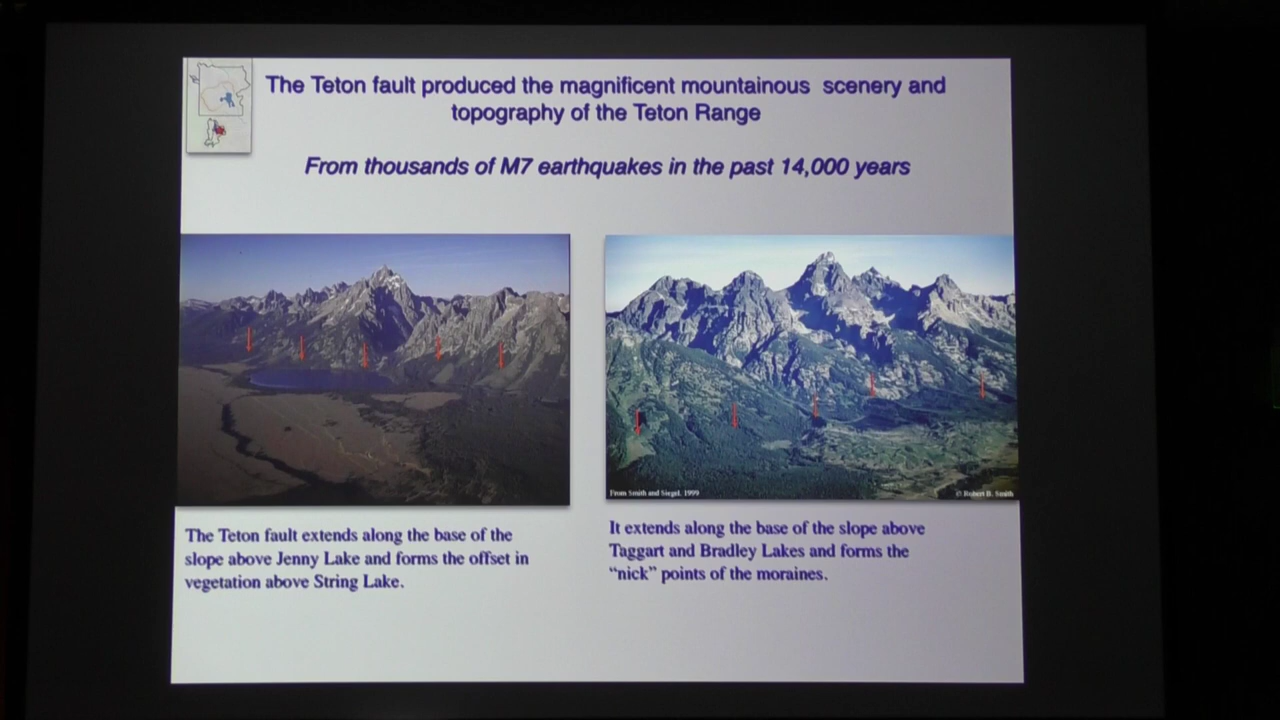 The Teton fault produced the magnificent mountainous scenery and
topography of the Teton Range
From thousands of M7 earthquakes in the past 14,000 years
From Smith and Siegel, 1999
© Robert B. Smith
The Teton fault extends along the base of the
slope above Jenny Lake and forms the offset in
vegetation above String Lake.
It extends along the base of the slope above
Taggart and Bradley Lakes and forms the
“nick” points of the moraines.